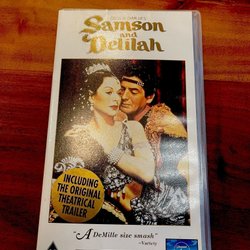 Samson
and
Delilah
INCLUDING
THE ORIGINAL
THEATRICAL
TRAILER
"A DeMille size smash"
-Variety